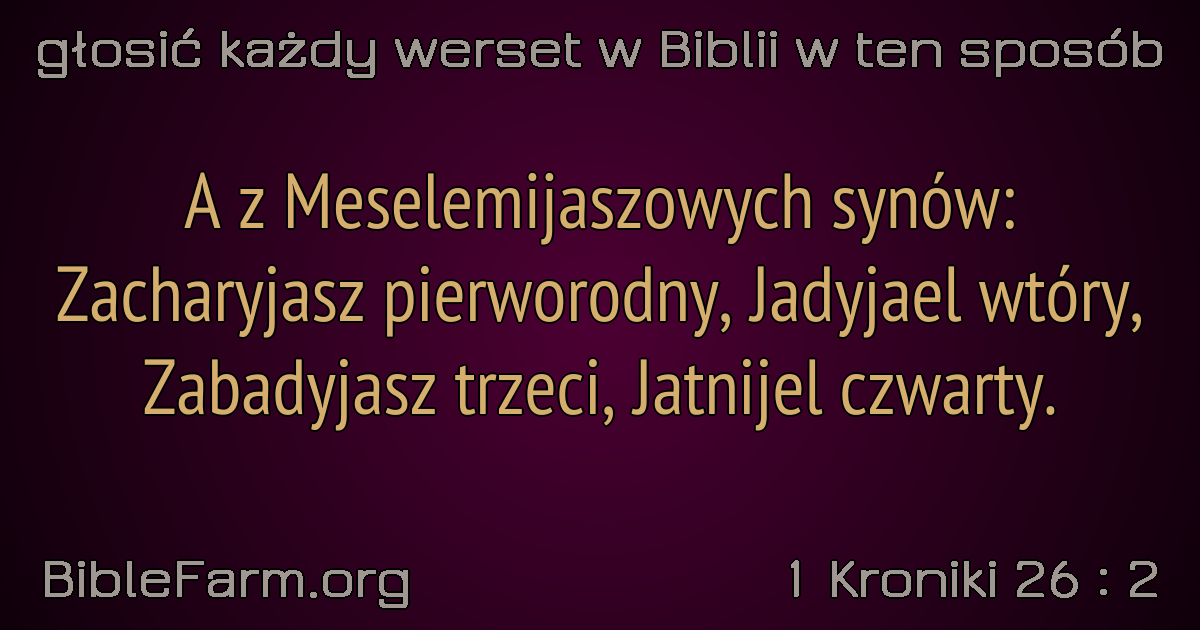 głosić każdy werset w Biblii w ten sposób
A z Meselemijaszowych synów:
Zacharyjasz pierworodny, Jadyjael wtóry,
Zabadyjasz trzeci, Jatnijel czwarty.
BibleFarm.org
1 Kroniki 26 : 2